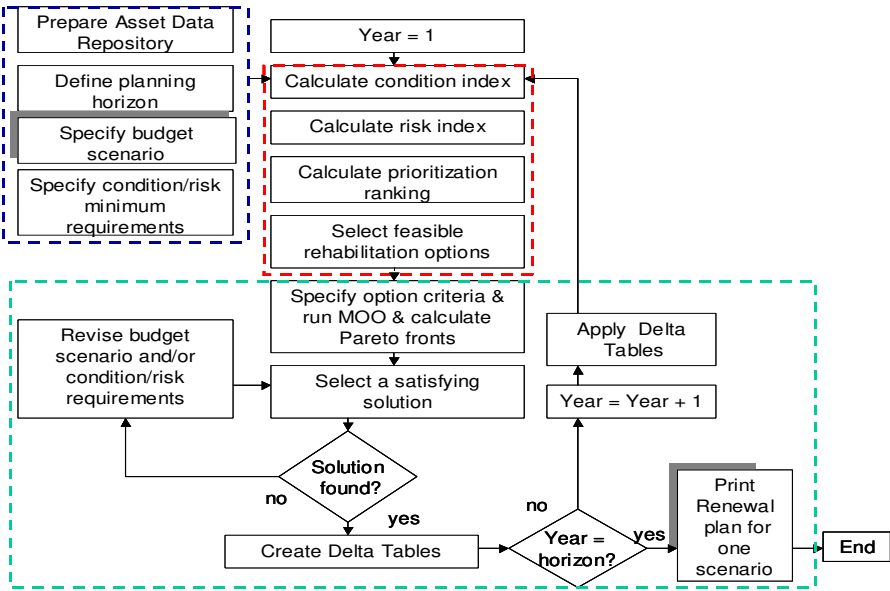 Prepare Asset Data
Repository
Define planning
horizon
Specify budget
scenario
Specify condition/risk
minimum
requirements
Year = 1
Calculate condition index
Calculate risk index
Calculate prioritization
ranking
Select feasible
rehabilitation options
Specify option criteria &
run MOO & calculate
Pareto fronts
Revise budget
scenario and/or
condition/risk
requirements
Select a satisfying
solution
Apply Delta
Tables
Year = Year + 1
Solution
found?
no
yes
Create Delta Tables
Year =
horizon?
no
yes
Print
Renewal
plan for
one
scenario
End